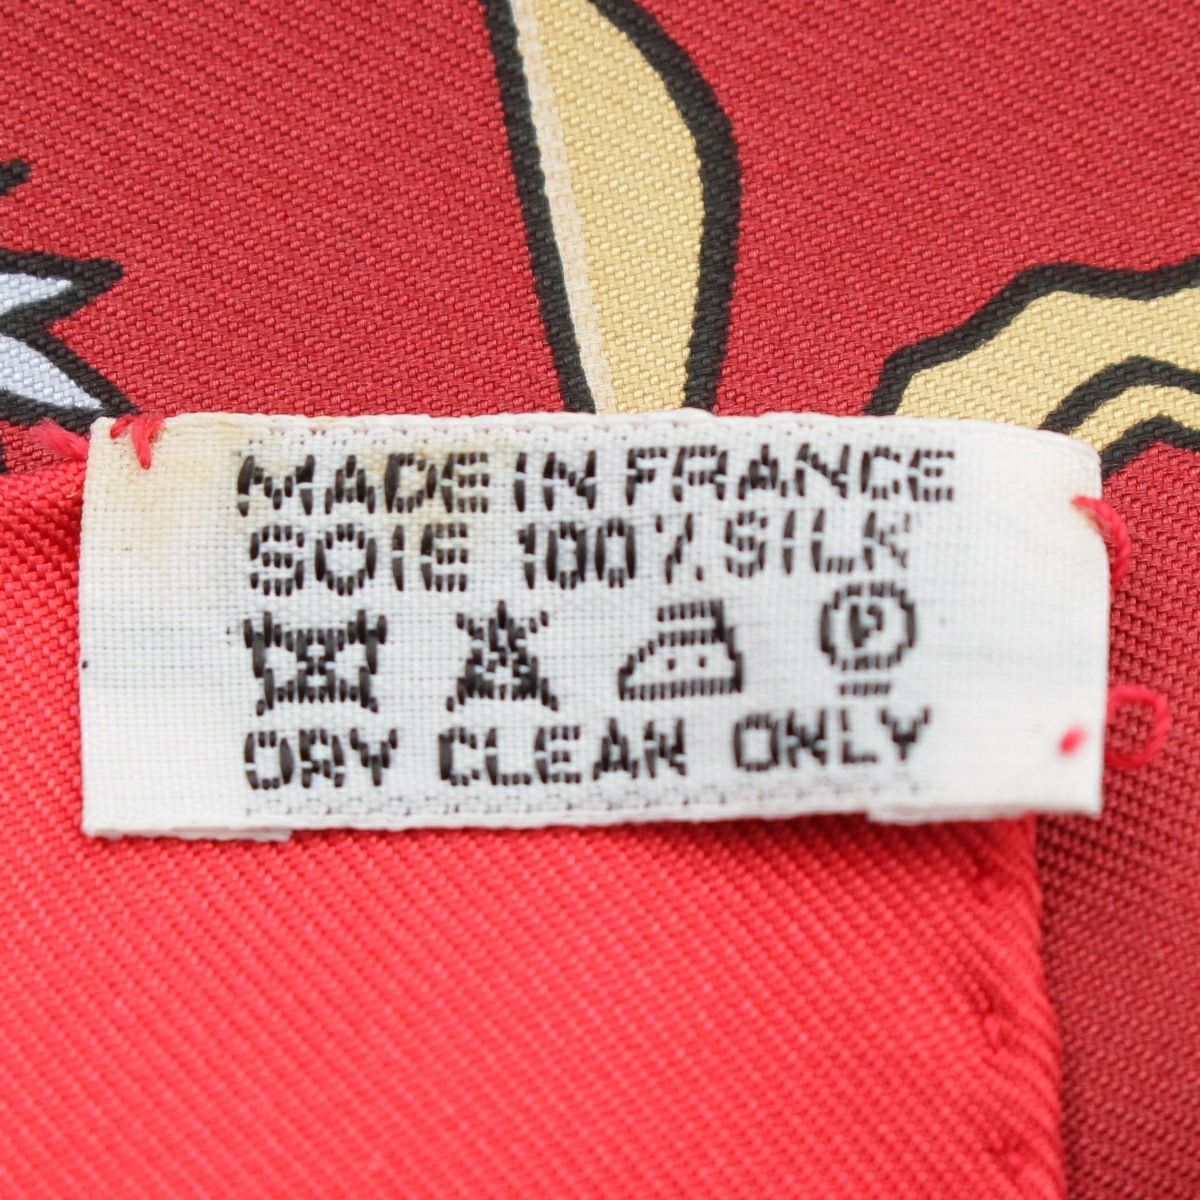 MADE IN FRANCE
SOIE 100% SILK
DRY CLEAN ONLY